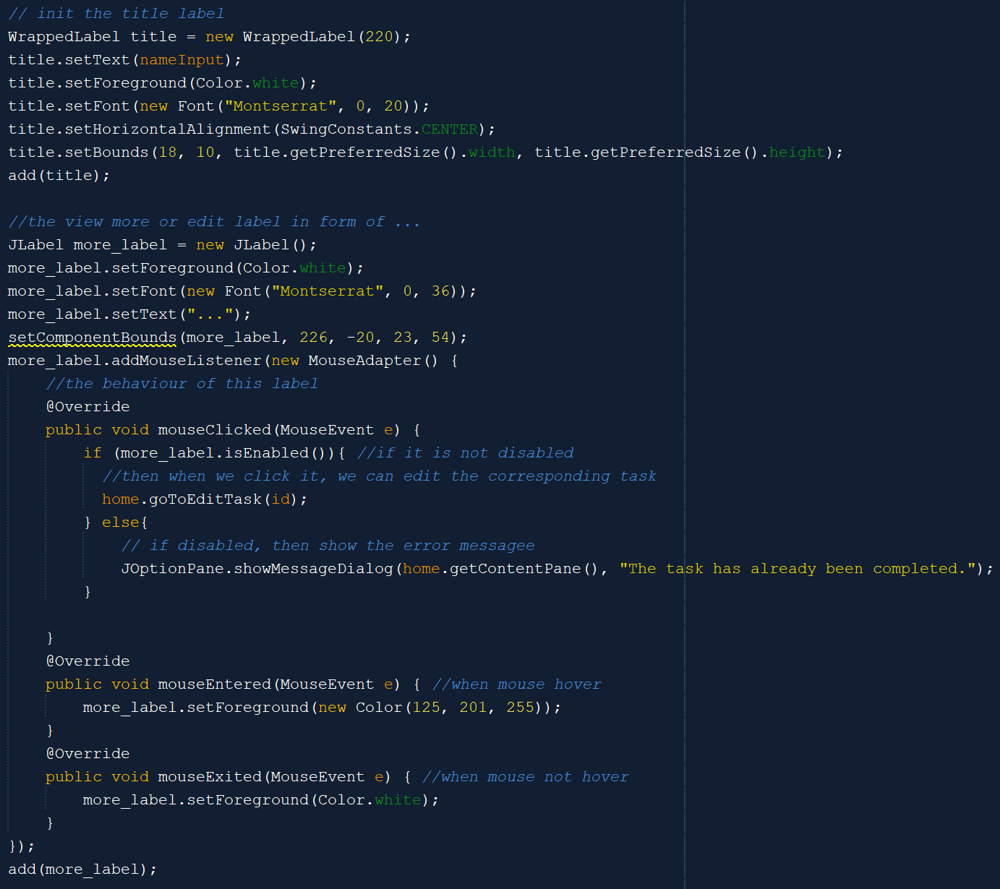 // init the title label
WrappedLabel title = new WrappedLabel(220);
title.setText(nameInput);
title.setForeground(Color.white);
title.setFont(new Font("Montserrat", 0, 20));
title.setHorizontalAlignment(SwingConstants.CENTER);
title.setBounds(18, 10, title.getPreferredSize().width, title.getPreferredSize().height);
add(title);

//the view more or edit label in form of ...
JLabel more_label = new JLabel();
more_label.setForeground(Color.white);
more_label.setFont(new Font("Montserrat", 0, 36));
more_label.setText("...");
setComponentBounds(more_label, 226, -20, 23, 54);
more_label.addMouseListener(new MouseAdapter() {
    //the behaviour of this label
    @Override
    public void mouseClicked(MouseEvent e) {
        if (more_label.isEnabled()){ //if it is not disabled
          //then when we click it, we can edit the corresponding task
          home.goToEditTask(id);
        } else{
            // if disabled, then show the error messagee
            JOptionPane.showMessageDialog(home.getContentPane(), "The task has already been completed.");
        }

    }
    @Override
    public void mouseEntered(MouseEvent e) { //when mouse hover
        more_label.setForeground(new Color(125, 201, 255));
    }
    @Override
    public void mouseExited(MouseEvent e) { //when mouse not hover
        more_label.setForeground(Color.white);
    }
});
add(more_label);